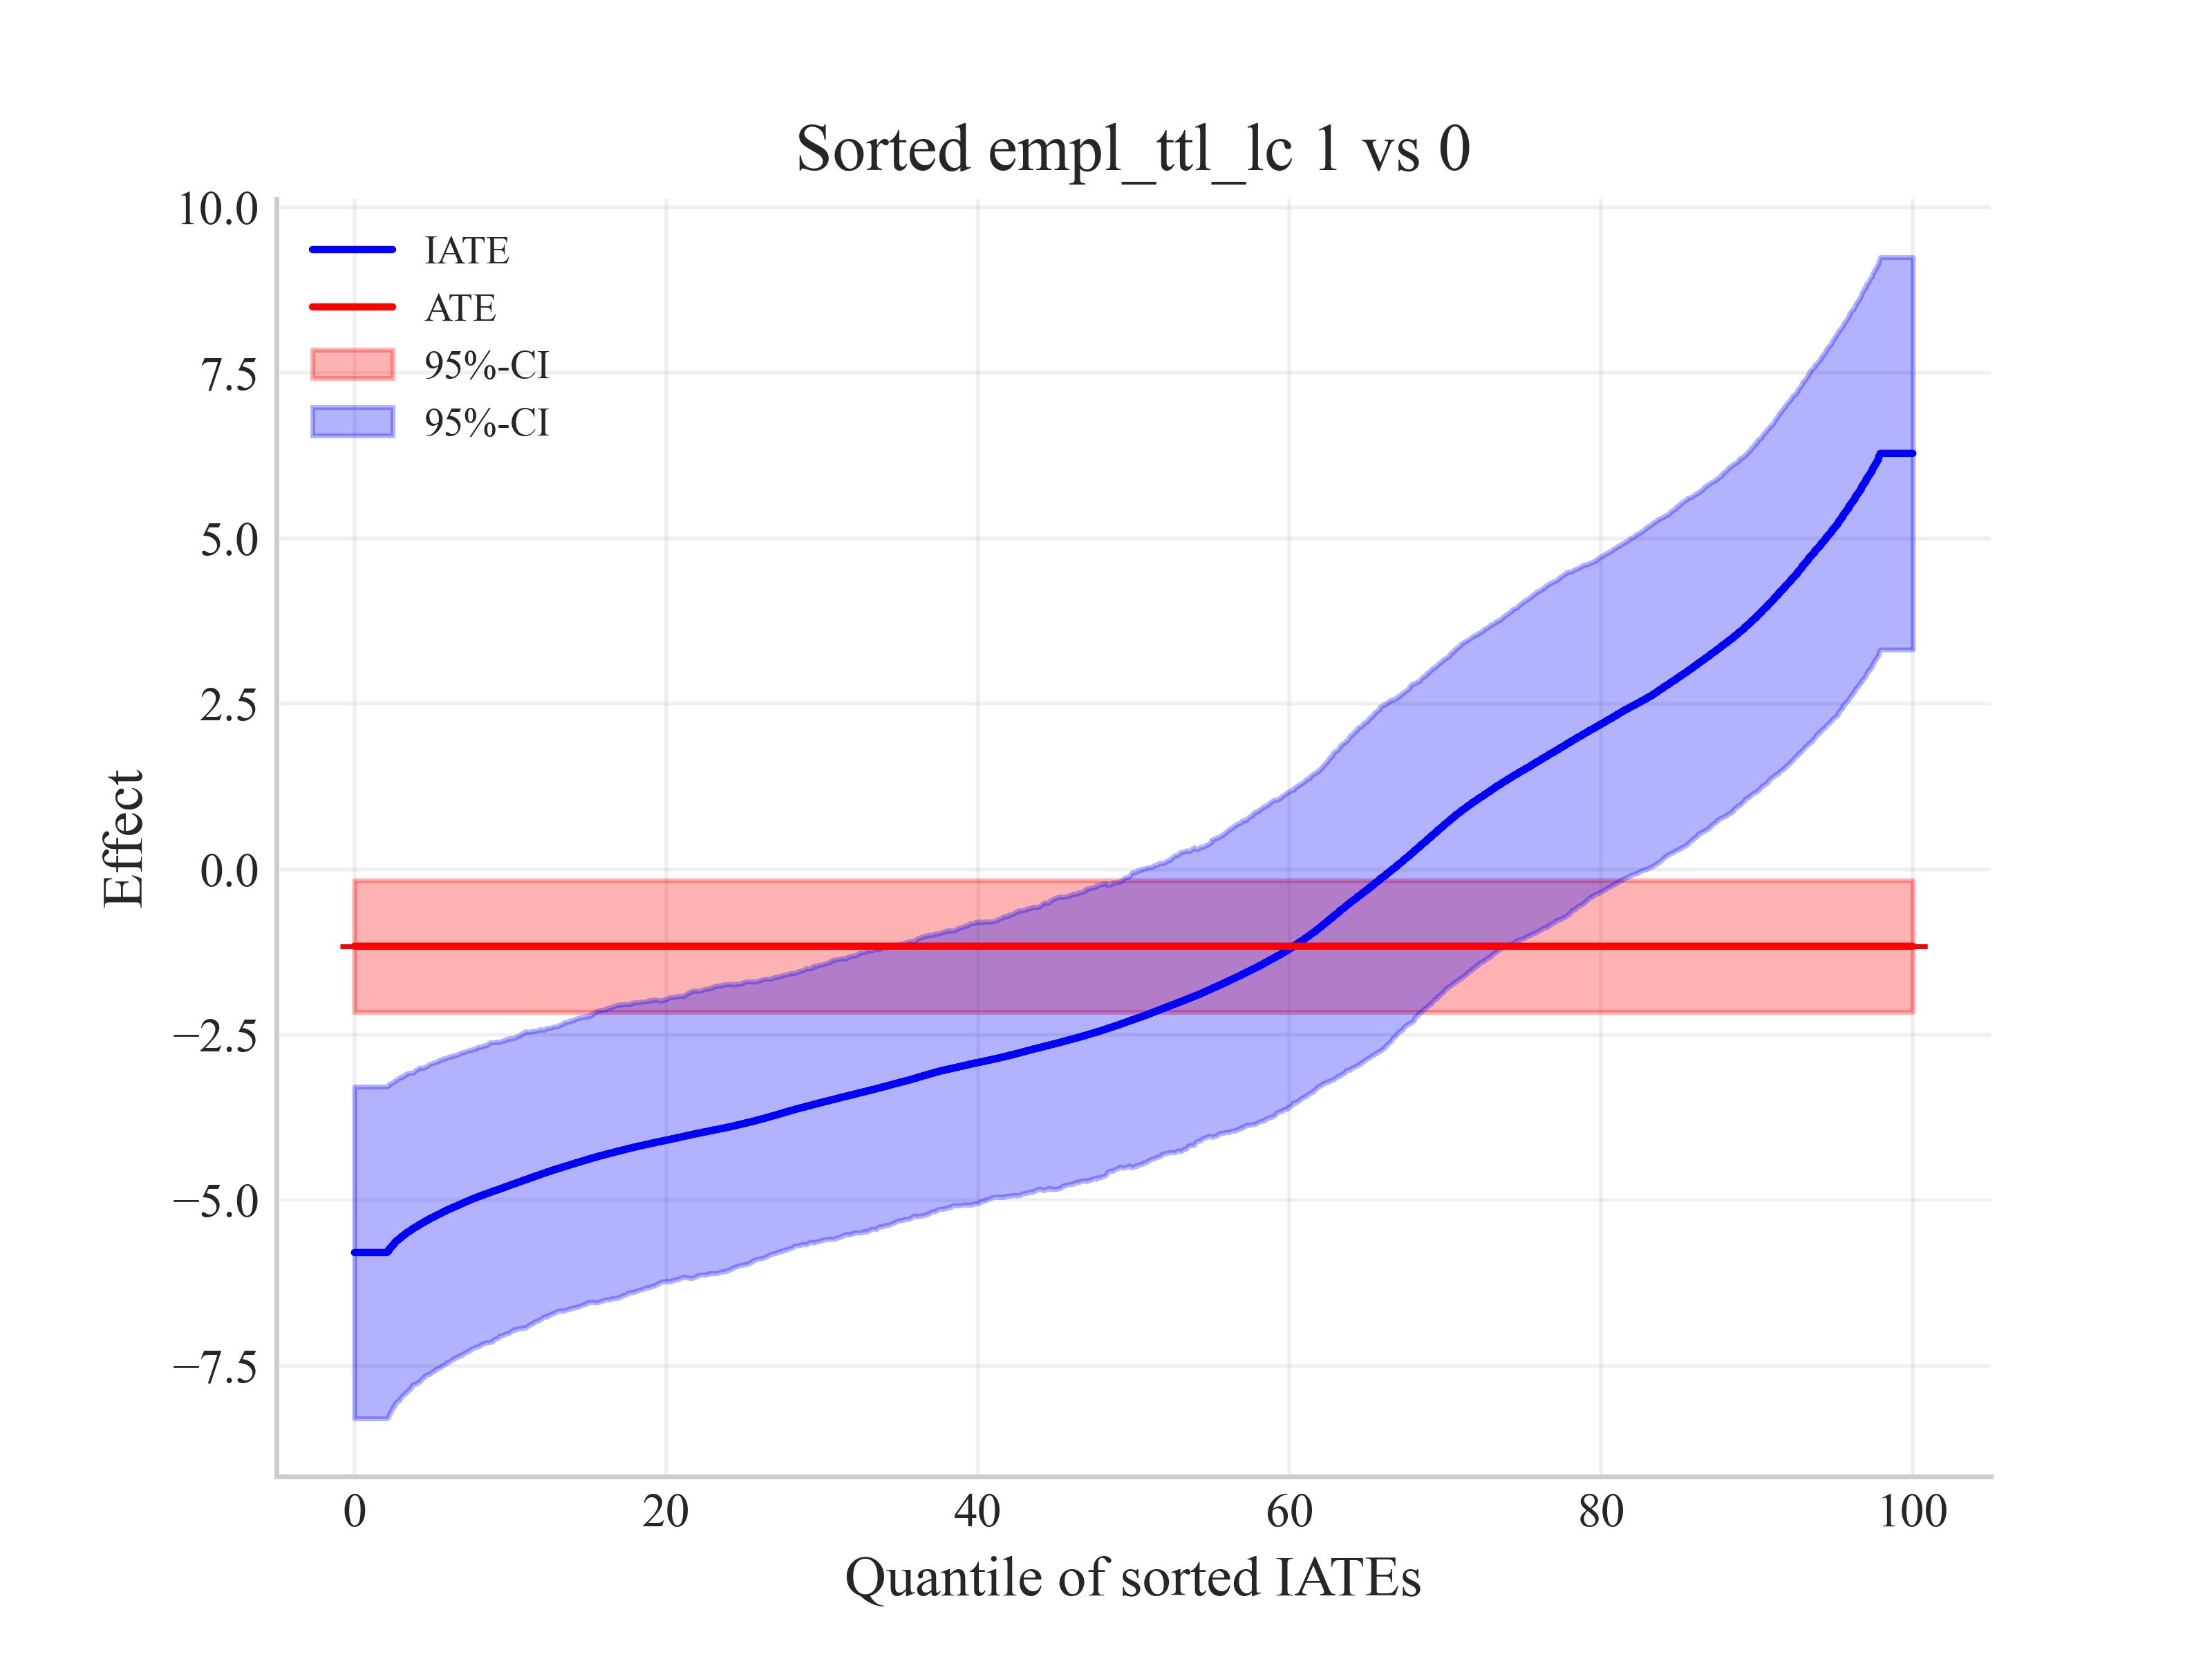 Sorted empl_ttl_lc 1 vs 0
10.0
7.5
5.0
2.5
0.0
−2.5
−5.0
−7.5
Effect
IATE
ATE
95%-CI
95%-CI
0 20 40 60 80 100
Quantile of sorted IATEs